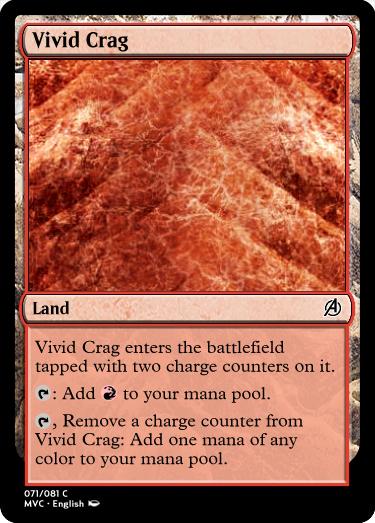 Vivid Crag
Land
Vivid Crag enters the battlefield
tapped with two charge counters on it.
: Add to your mana pool.
, Remove a charge counter from
Vivid Crag: Add one mana of any
color to your mana pool.
071/081 C
MVC • English